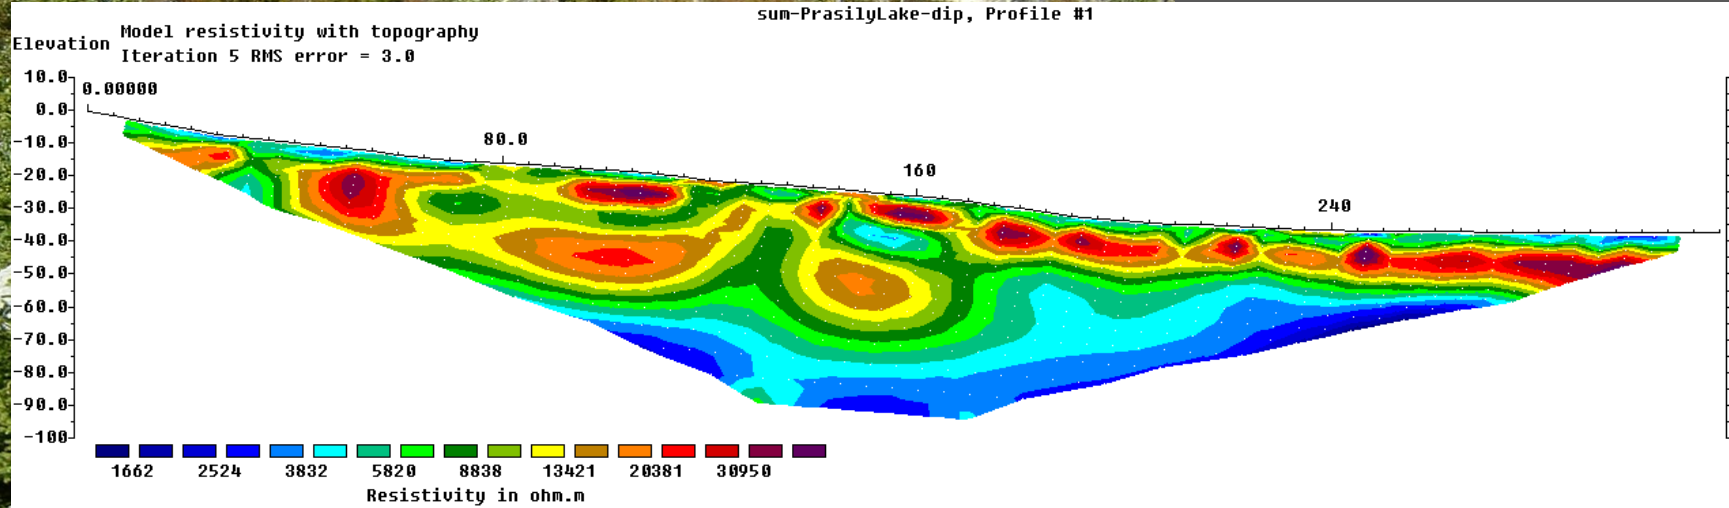 sum-PrasilyLake-dip, Profile #1
Model resistivity with topography
Elevation
Iteration 5 RMS error = 3.0
10.0
0.00000
0.0
-10.0
80.0
-20.0
160
-30.0
240
-40.0
-50.0
-60.0
-70.0
-80.0
-90.0
-100
1662 2524 3832 5820 8838 13421 20381 30950
Resistivity in ohm.m